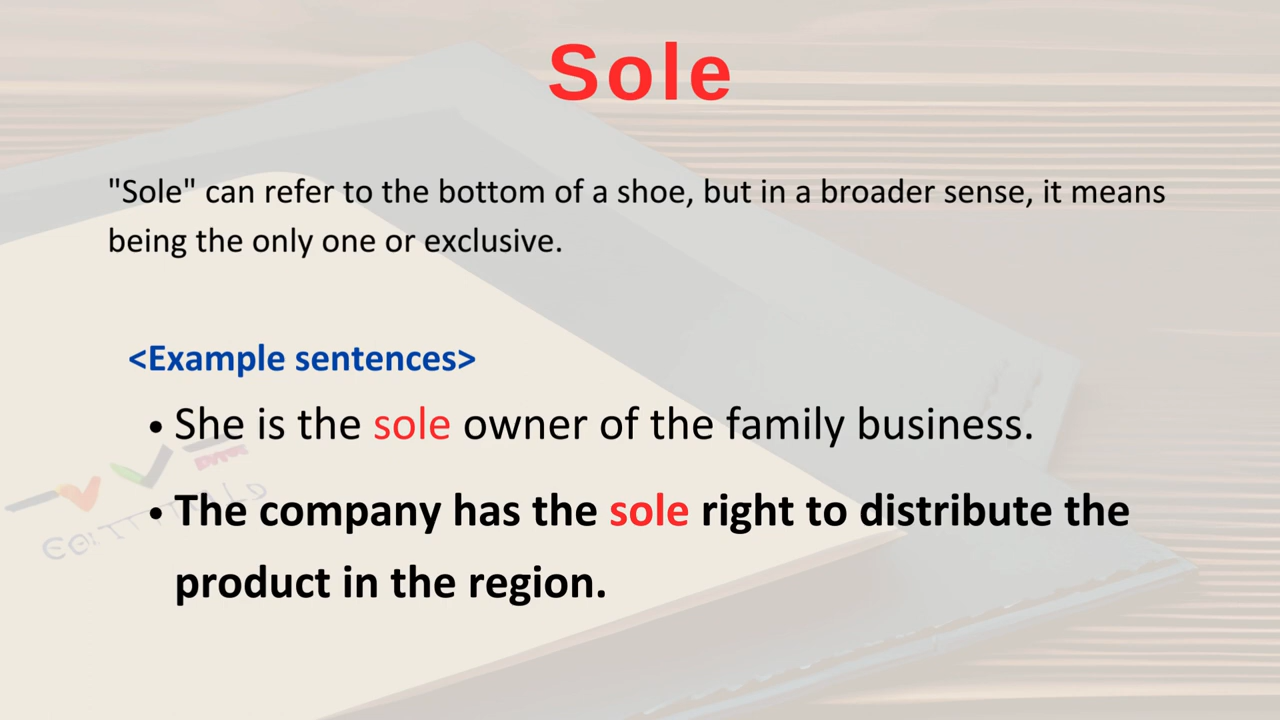 Sole
"Sole" can refer to the bottom of a shoe, but in a broader sense, it means
being the only one or exclusive.
<Example sentences>
• She is the sole owner of the family business.
• The company has the sole right to distribute the
product in the region.